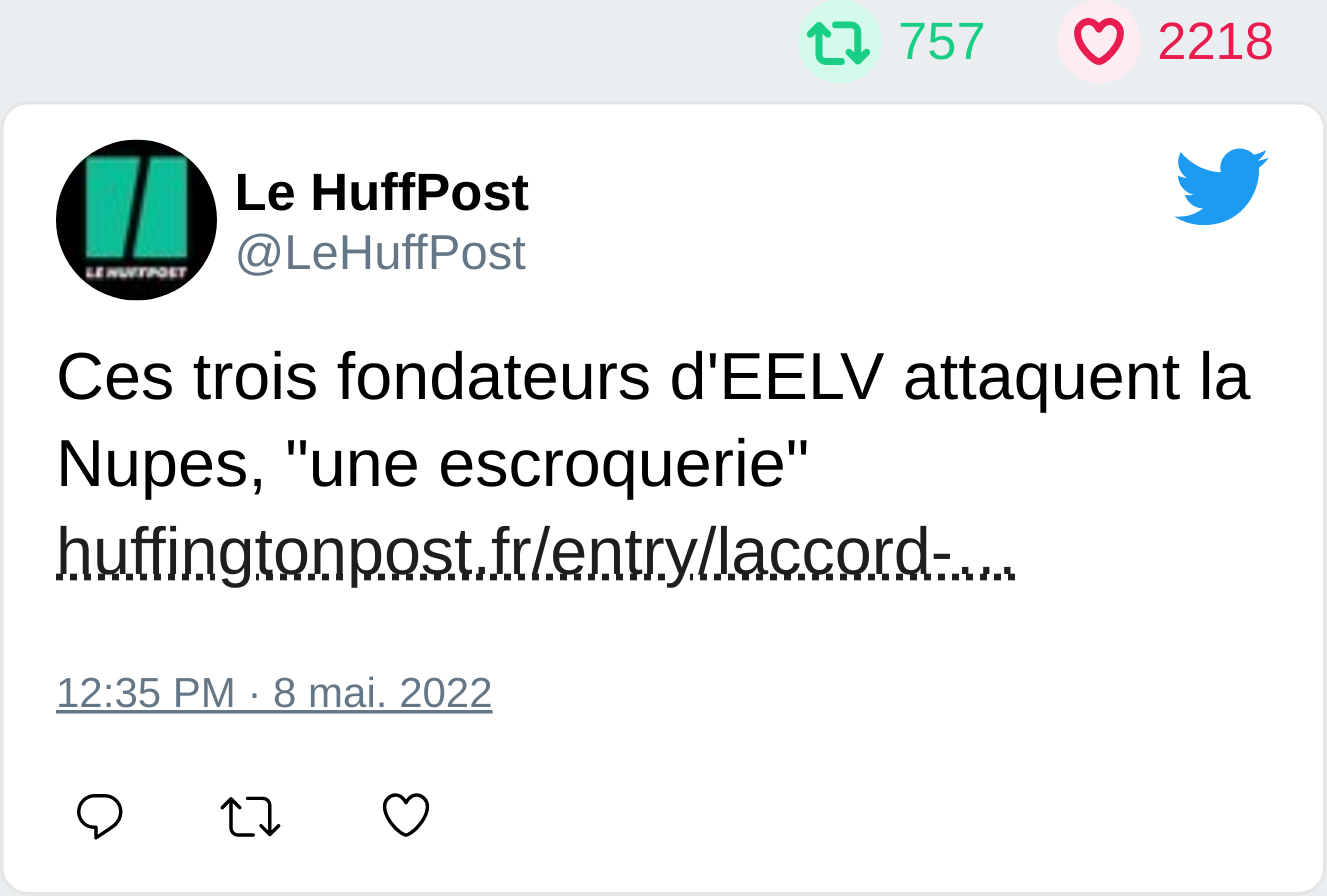 757 2218
LE HUFFPOST
Le HuffPost
@LeHuffPost
Ces trois fondateurs d'EELV attaquent la
Nupes, "une escroquerie"
huffingtonpost.fr/entry/laccord-...
12:35 PM · 8 mai. 2022